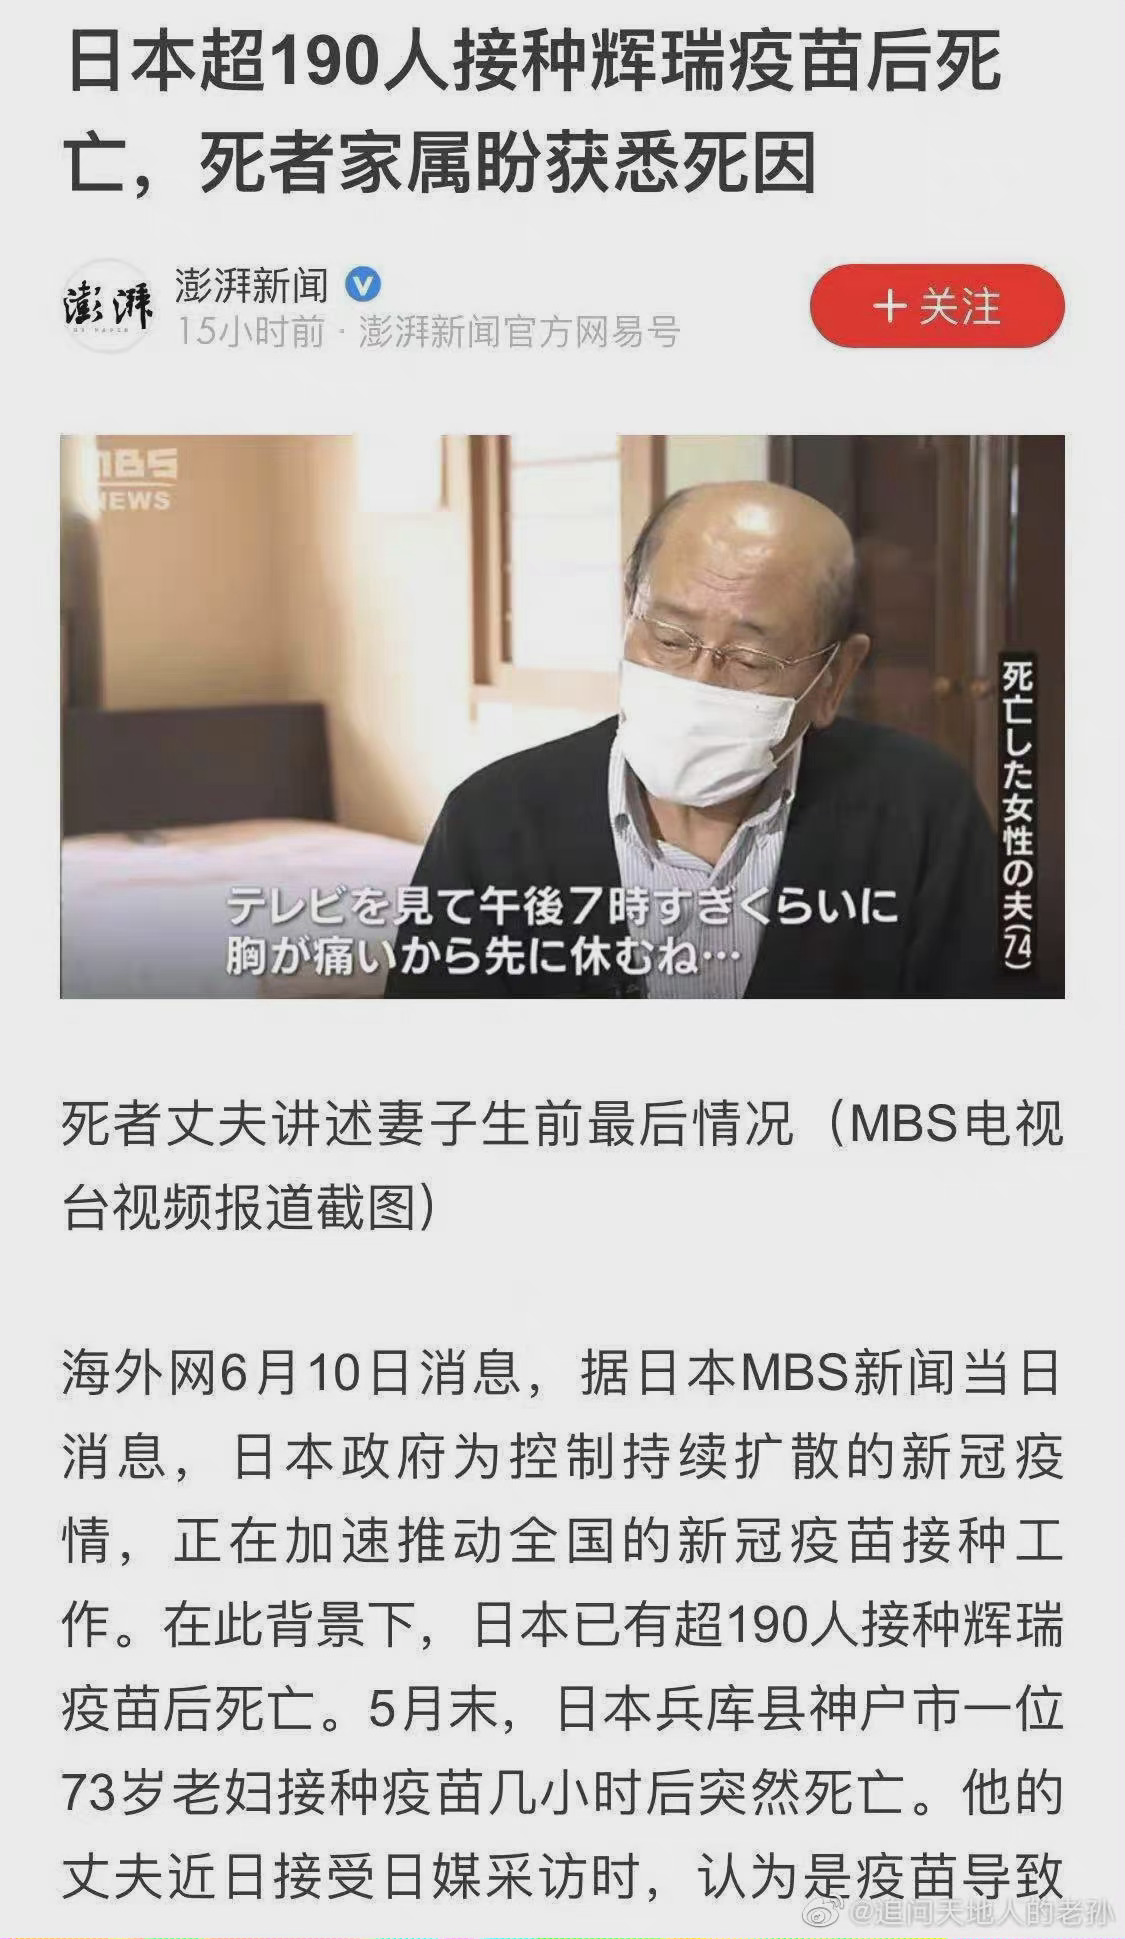 日本超190人接种辉瑞疫苗后死
亡，死者家属盼获悉死因
澎湃
澎湃新闻
15小时前 · 澎湃新闻官方网易号
+关注
MBS
NEWS
死亡した女性の夫(74)
テレビを見て午後7時すぎくらいに
胸が痛いから先に休むね…
死者丈夫讲述妻子生前最后情况（MBS电视
台视频报道截图）
海外网6月10日消息，据日本MBS新闻当日
消息，日本政府为控制持续扩散的新冠疫
情，正在加速推动全国的新冠疫苗接种工
作。在此背景下，日本已有超190人接种辉瑞
疫苗后死亡。5月末，日本兵库县神户市一位
73岁老妇接种疫苗几小时后突然死亡。他的
丈夫近日接受日媒采访时，认为是疫苗导致
@追问天地人的老孙